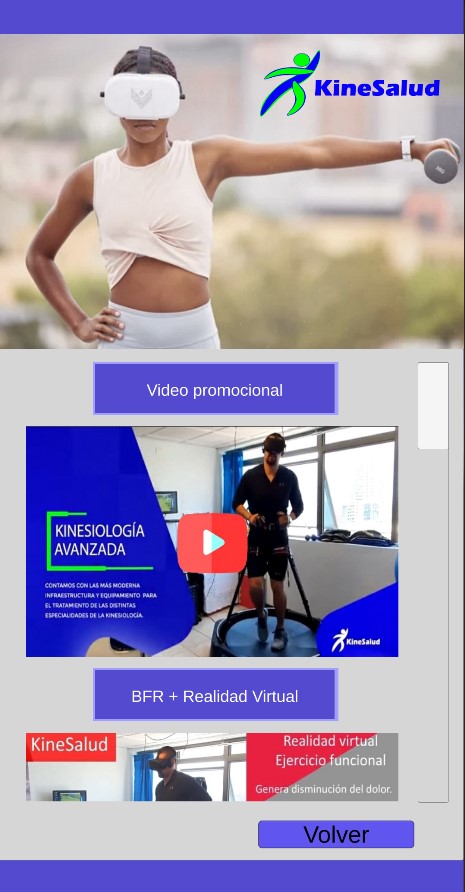 KineSalud
Video promocional
KINESIOLOGÍA
AVANZADA
CONTAMOS CON LAS MÁS MODERNA
INFRAESTRUCTURA Y EQUIPAMIENTO PARA
EL TRATAMIENTO DE LAS DISTINTAS
ESPECIALIDADES DE LA KINESIOLOGÍA.
KineSalud
BFR + Realidad Virtual
KineSalud
Realidad virtual
Ejercicio funcional
Genera disminución del dolor.
Volver